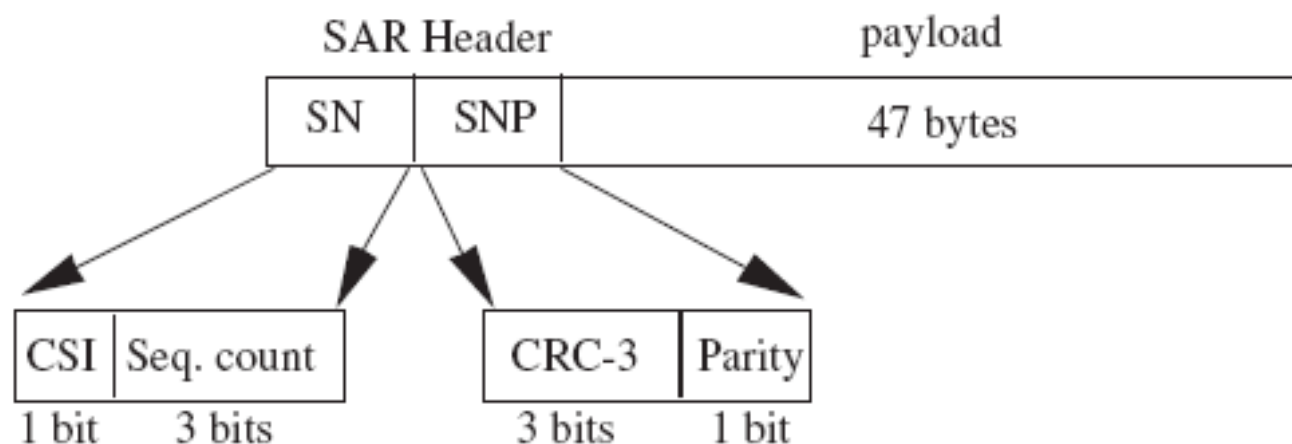 SAR Header payload
SN SNP 47 bytes
CSI Seq. count CRC-3 Parity
1 bit 3 bits 3 bits 1 bit